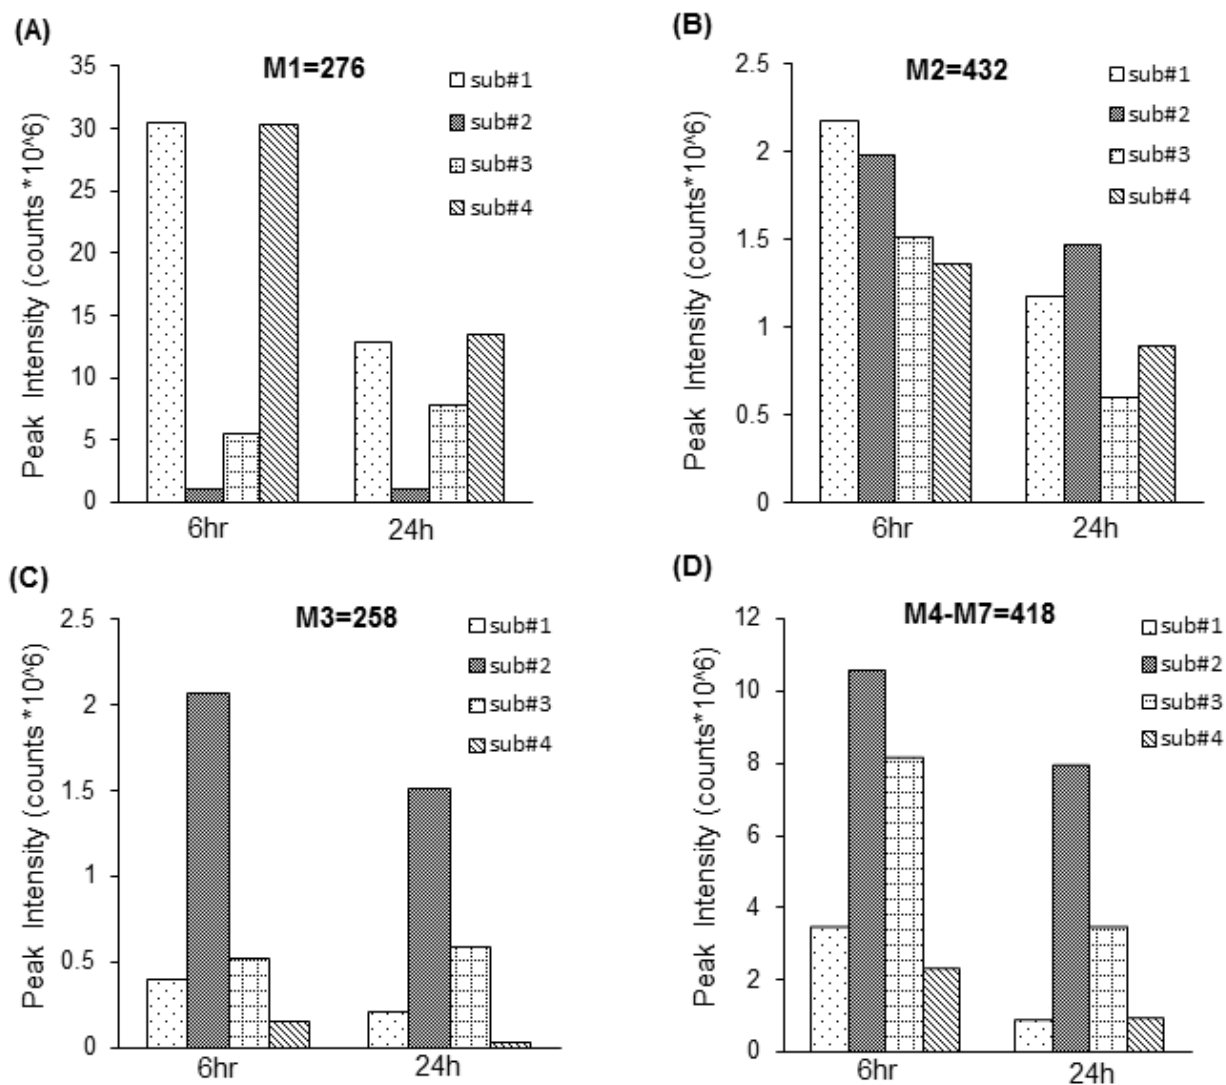 (A)
M1=276
Peak Intensity (counts *10^6)
35
30
25
20
15
10
5
0
6hr
24h
sub#1
sub#2
sub#3
sub#4
(B)
M2=432
Peak Intensity (counts*10^6)
2.5
2
1.5
1
0.5
0
6hr
24h
sub#1
sub#2
sub#3
sub#4
(C)
M3=258
Peak Intensity (counts *10^6)
2.5
2
1.5
1
0.5
0
6hr
24h
sub#1
sub#2
sub#3
sub#4
(D)
M4-M7=418
Peak Intensity (counts*10^6)
12
10
8
6
4
2
0
6hr
24h
sub#1
sub#2
sub#3
sub#4